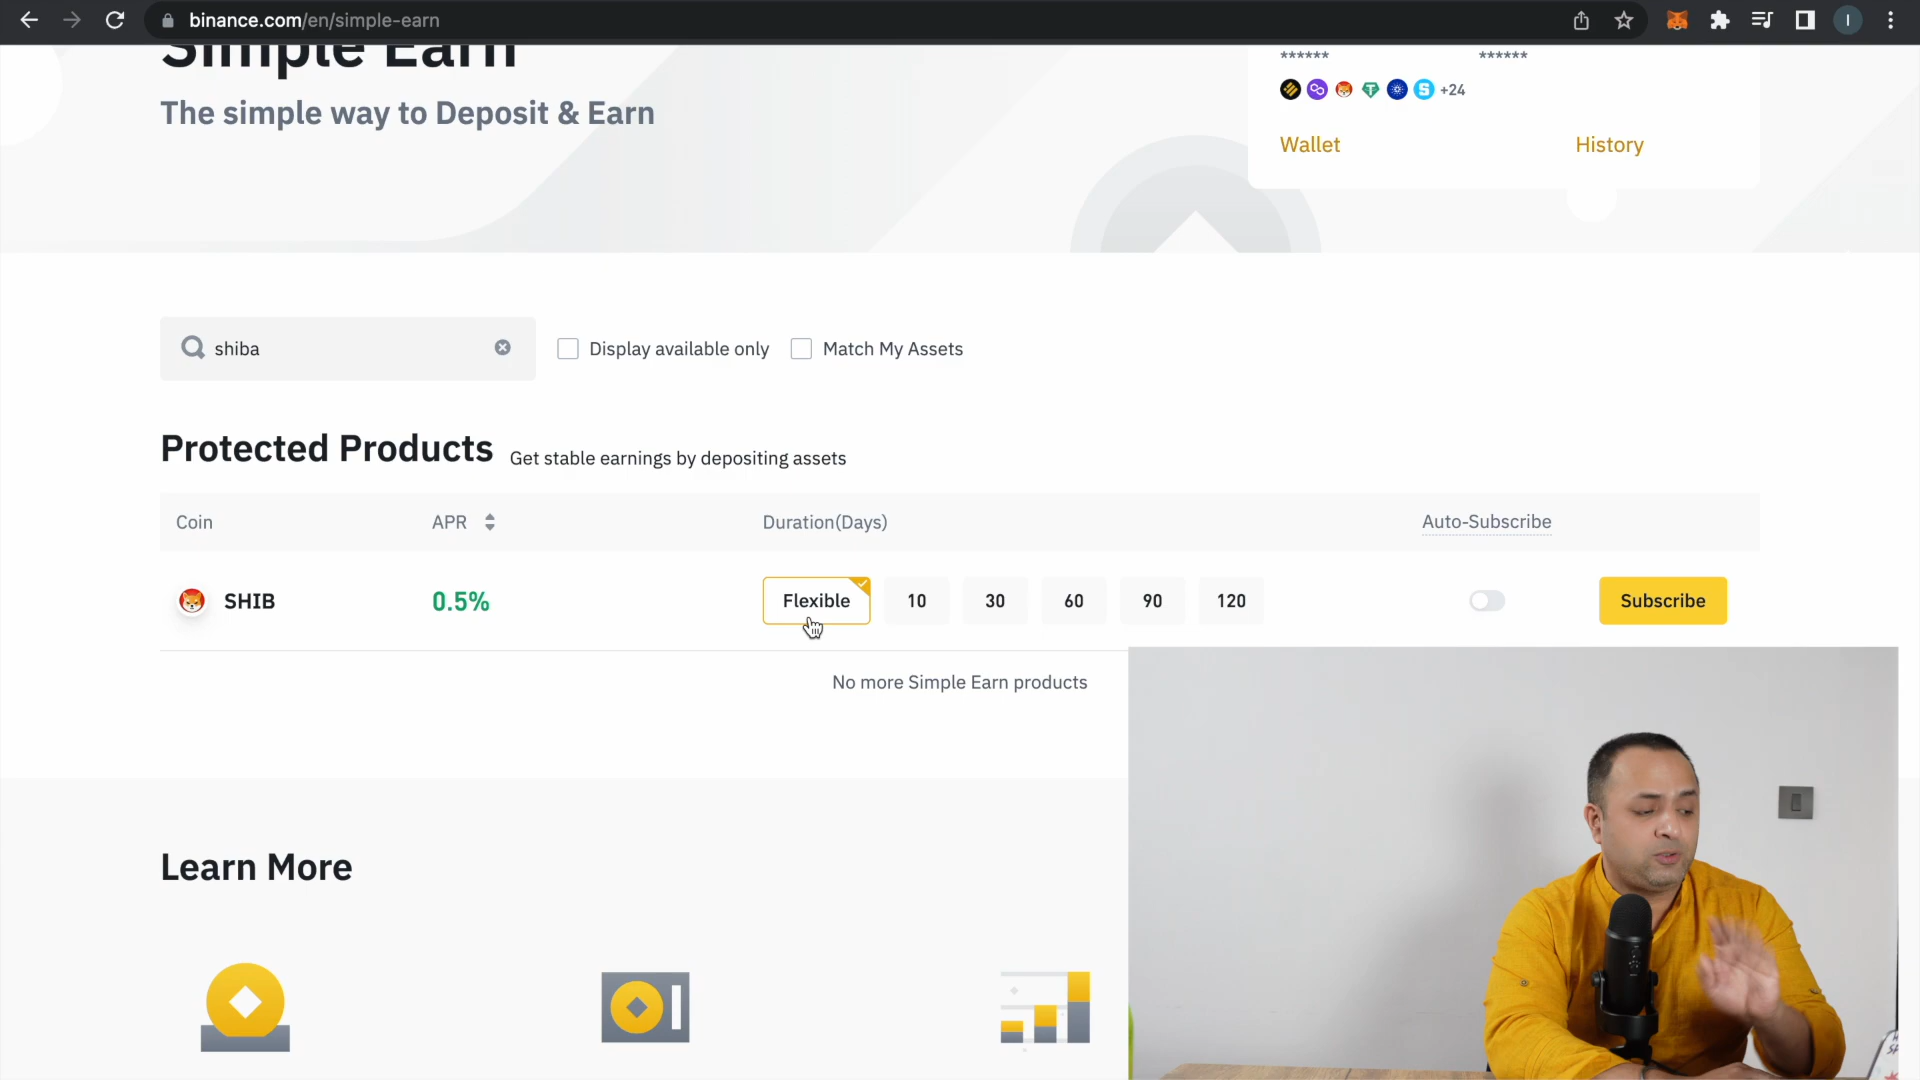 binance.com/en/simple-earn
Simple Earn
The simple way to Deposit & Earn
****** ******
+24
Wallet History
shiba
Display available only
Match My Assets
Protected Products Get stable earnings by depositing assets
Coin APR Duration(Days) Auto-Subscribe
SHIB 0.5% Flexible 10 30 60 90 120 Subscribe
No more Simple Earn products
Learn More